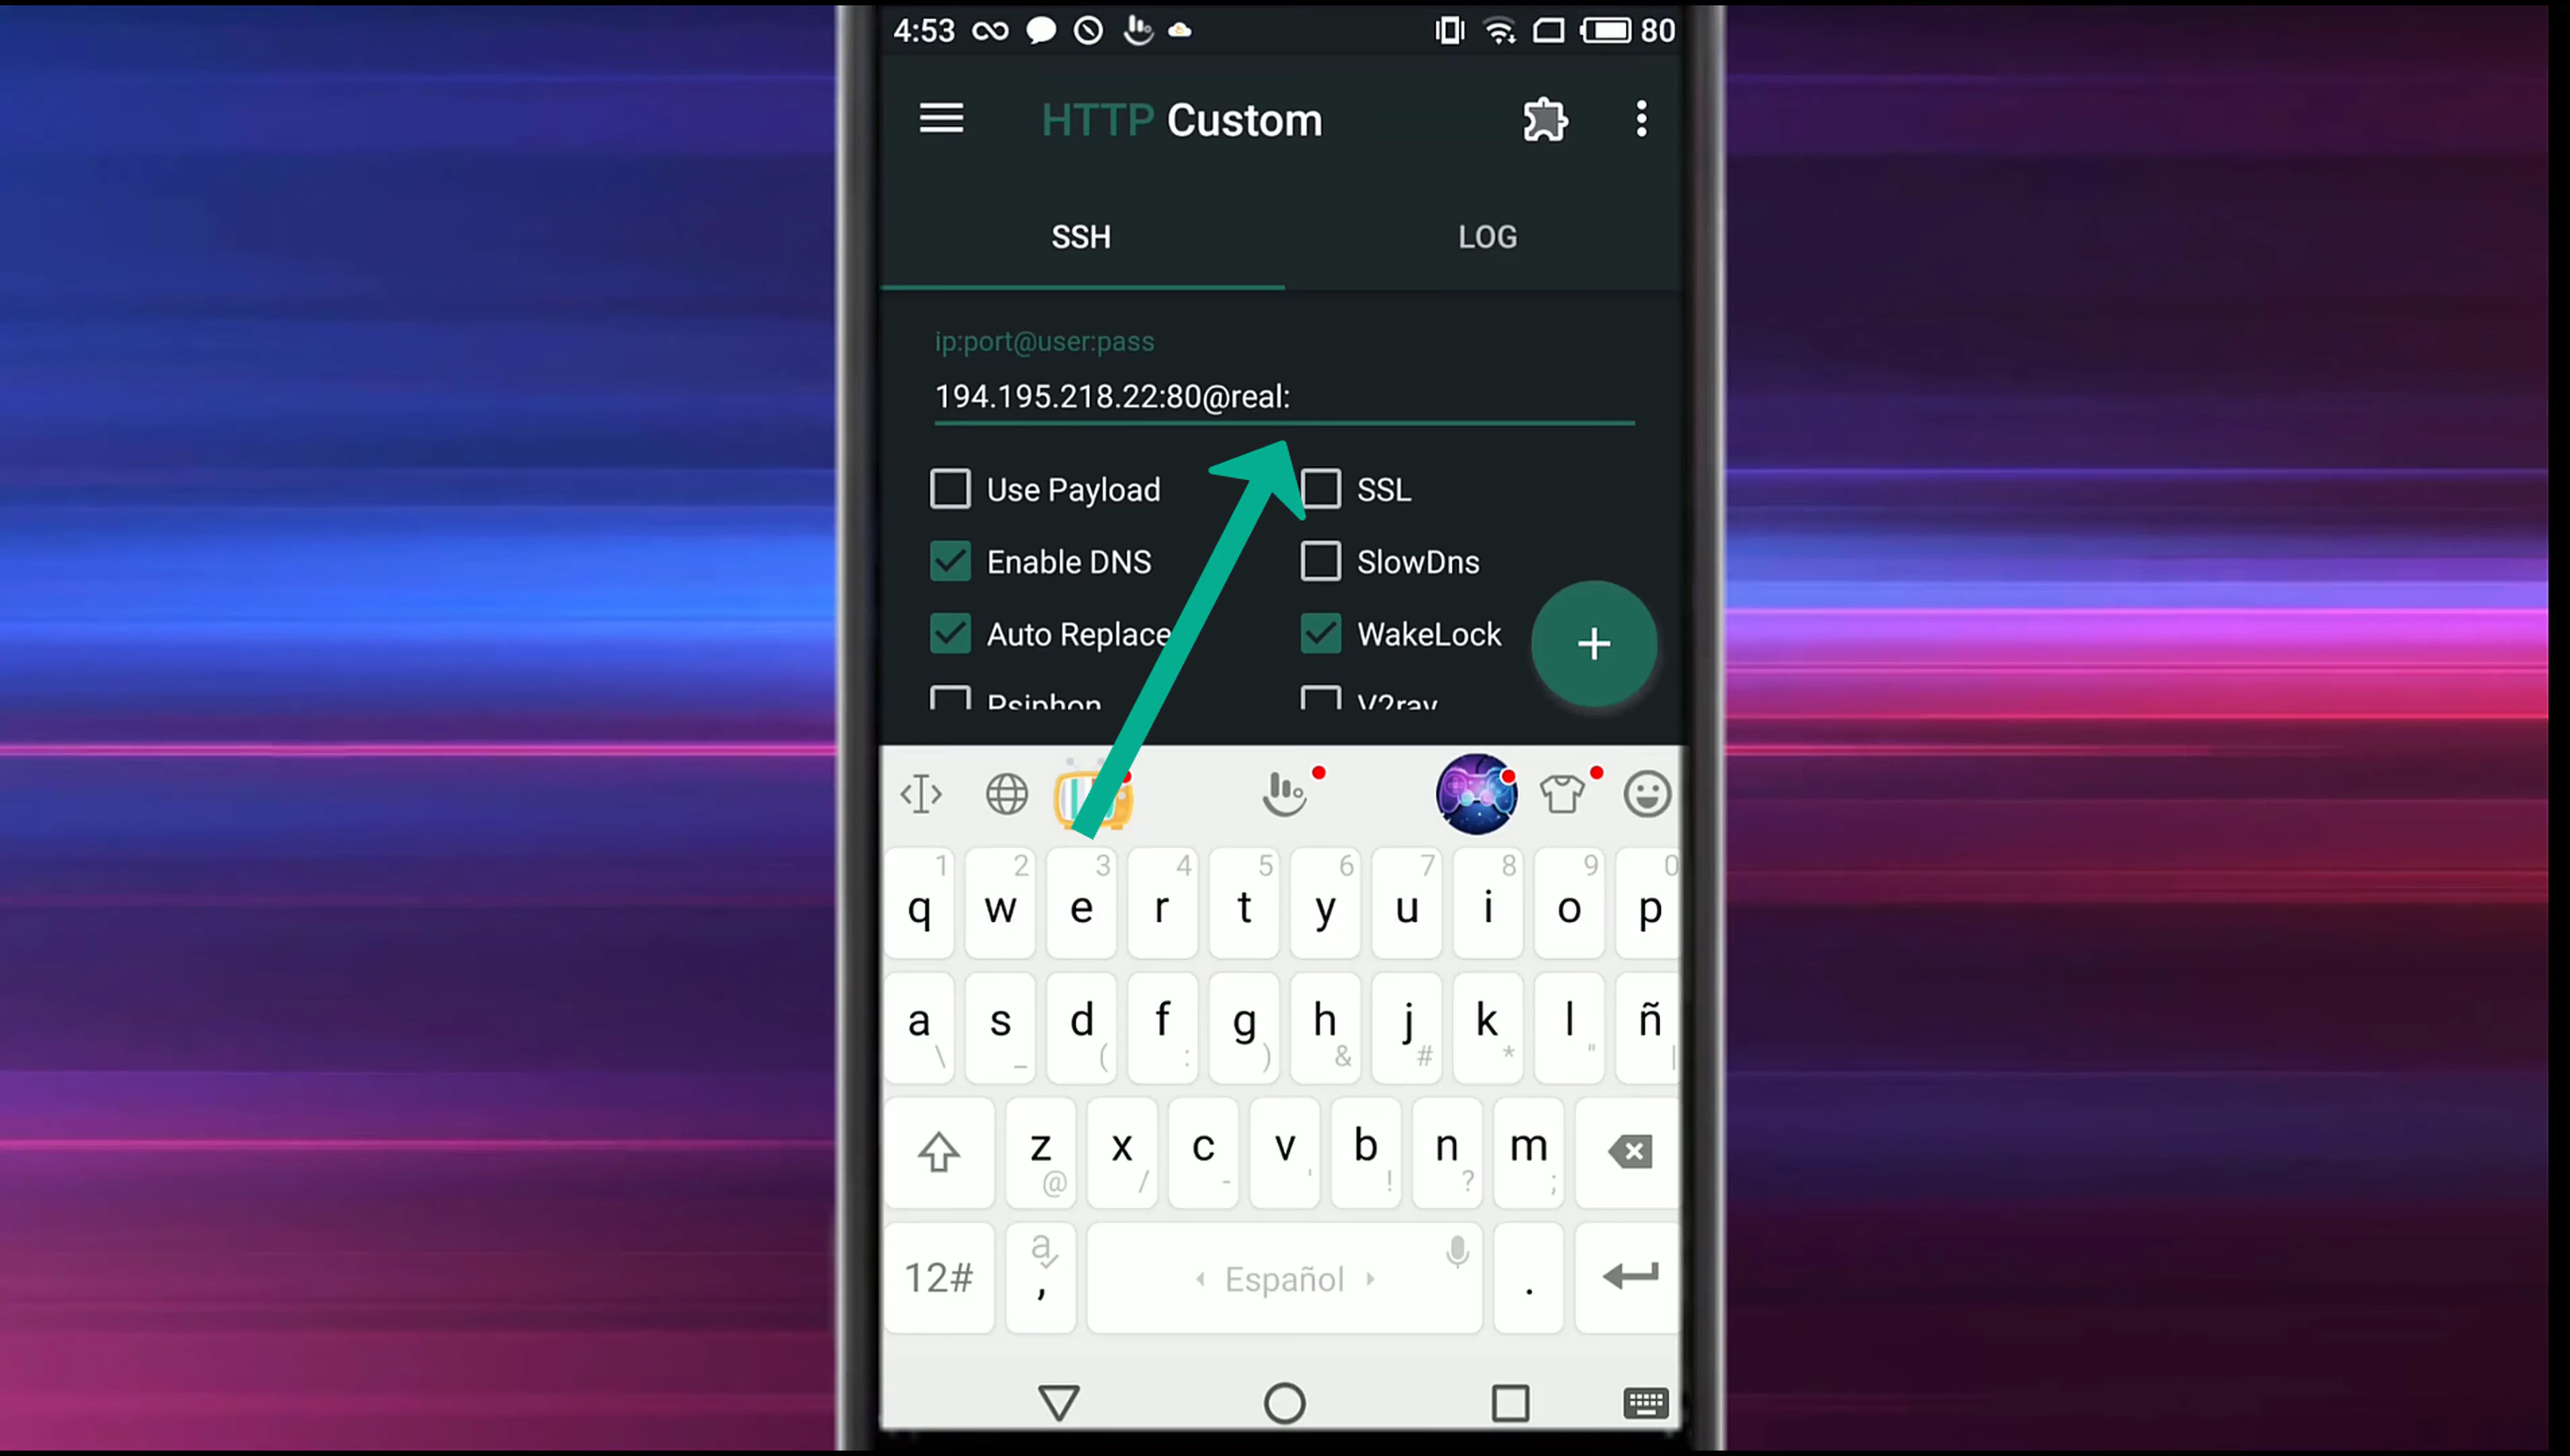 4:53 80
HTTP Custom
SSH LOG
ip:port@user:pass
194.195.218.22:80@real:
Use Payload SSL
Enable DNS SlowDns
Auto Replace WakeLock
Psiphon V2ray
1 2 3 4 5 6 7 8 9 0
q w e r t y u i o p
a s d f g h j k l ñ
\ _ ( : ) & # * " |
z x c v b n m
@ / - ' ! ? ;
12# a , Español .